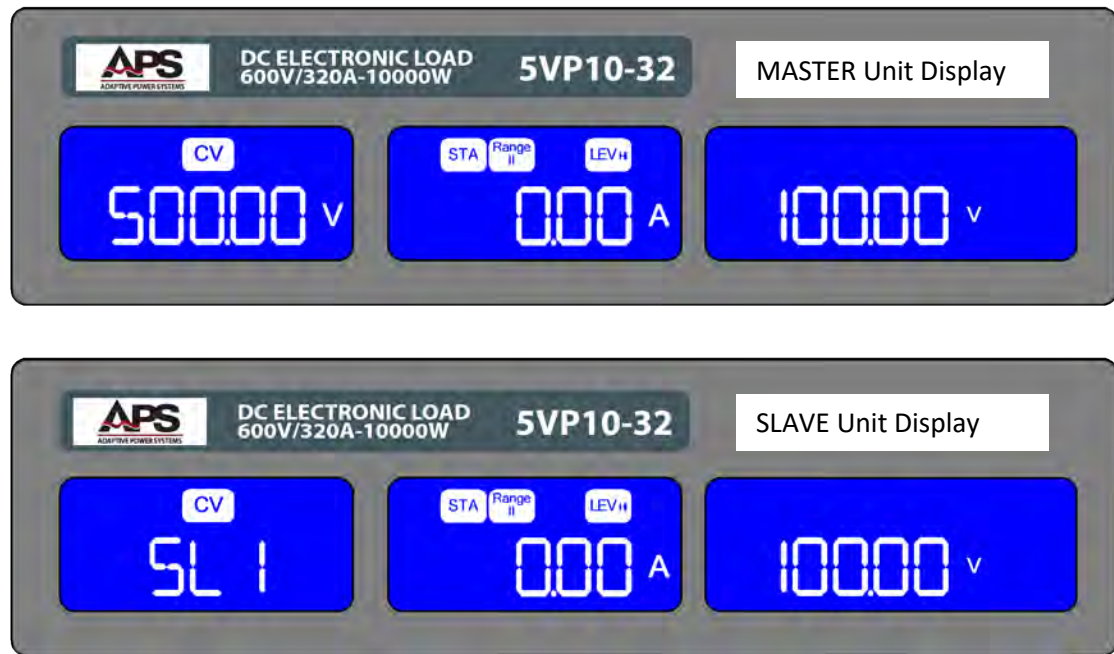 APS
ADAPTIVE POWER SYSTEMS
DC ELECTRONIC LOAD
600V/320A-10000W
5VP10-32
MASTER Unit Display
CV
500.00 V
STA Range II LEV H
0.00 A
100.00 V
APS
ADAPTIVE POWER SYSTEMS
DC ELECTRONIC LOAD
600V/320A-10000W
5VP10-32
SLAVE Unit Display
CV
SL 1
STA Range II LEV H
0.00 A
100.00 V